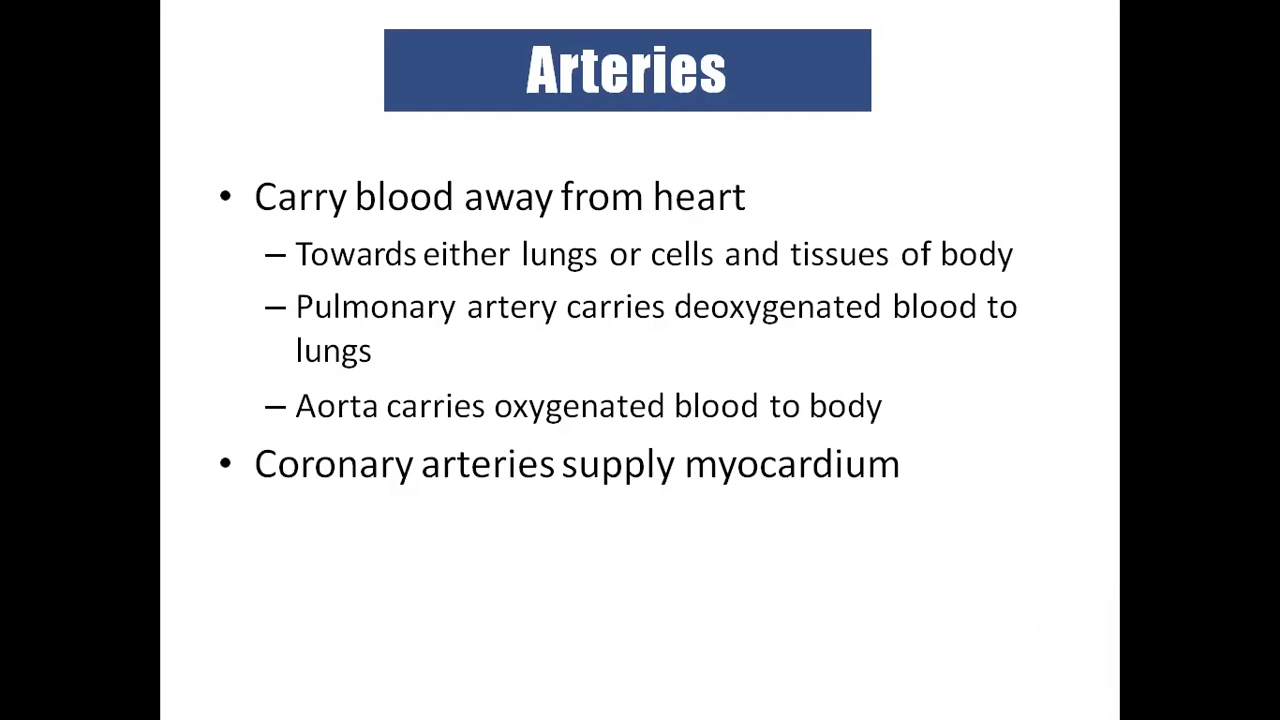 Arteries
• Carry blood away from heart
– Towards either lungs or cells and tissues of body
– Pulmonary artery carries deoxygenated blood to
lungs
– Aorta carries oxygenated blood to body
• Coronary arteries supply myocardium